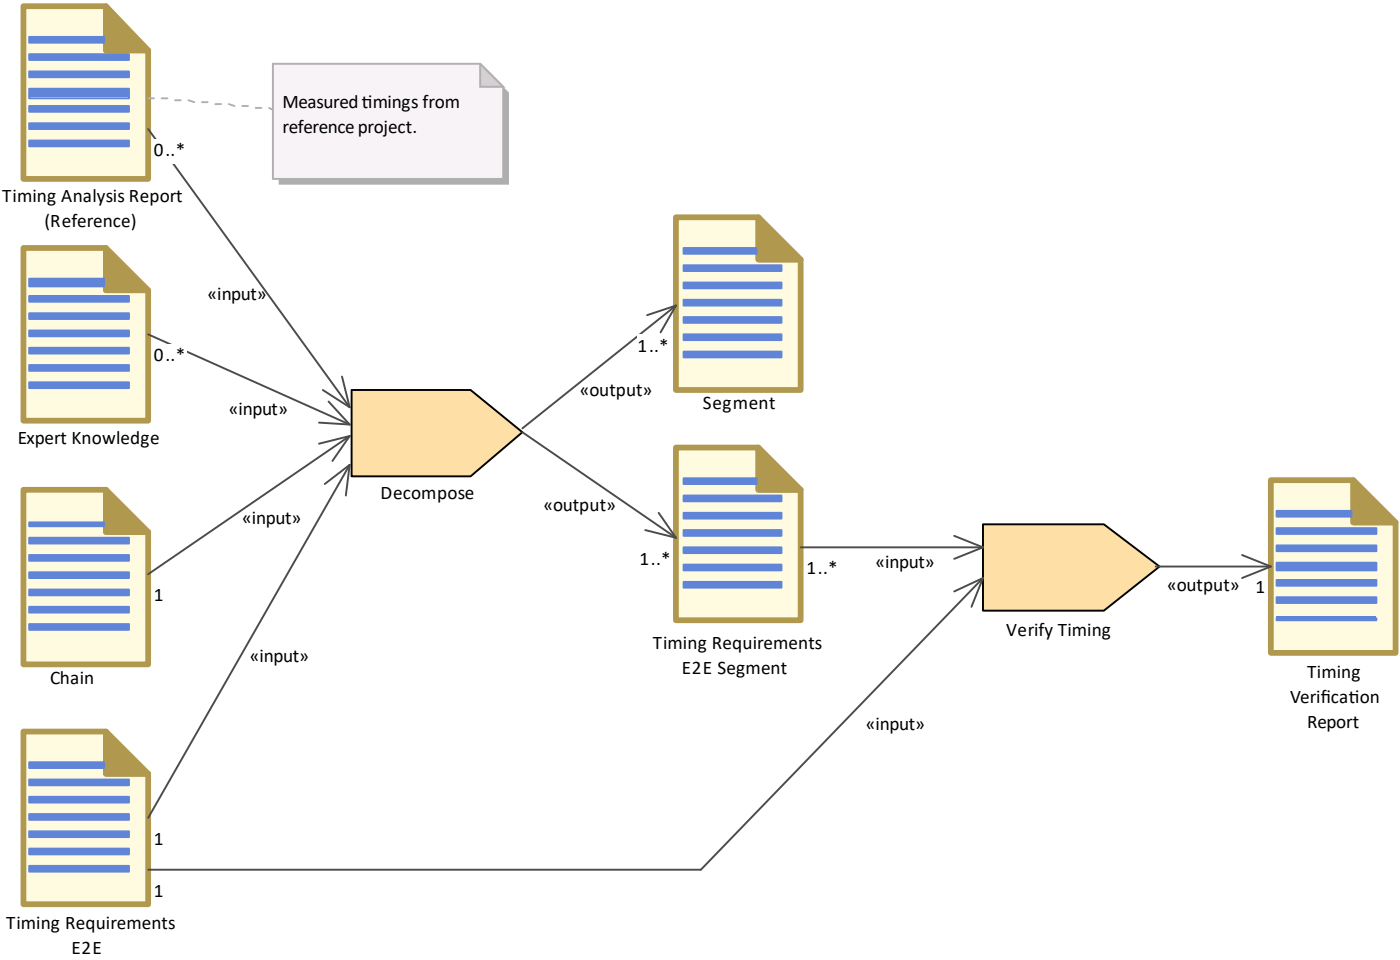 Measured timings from
reference project.
0..*
Timing Analysis Report
(Reference)
«input»
0..*
«input»
Expert Knowledge
1..*
«output»
Segment
Decompose
«input»
«output»
1..*
1
Chain
«input»
1..*
«input»
Timing Requirements
E2E Segment
Verify Timing
«output»
1
Timing
Verification
Report
«input»
1
1
Timing Requirements
E2E